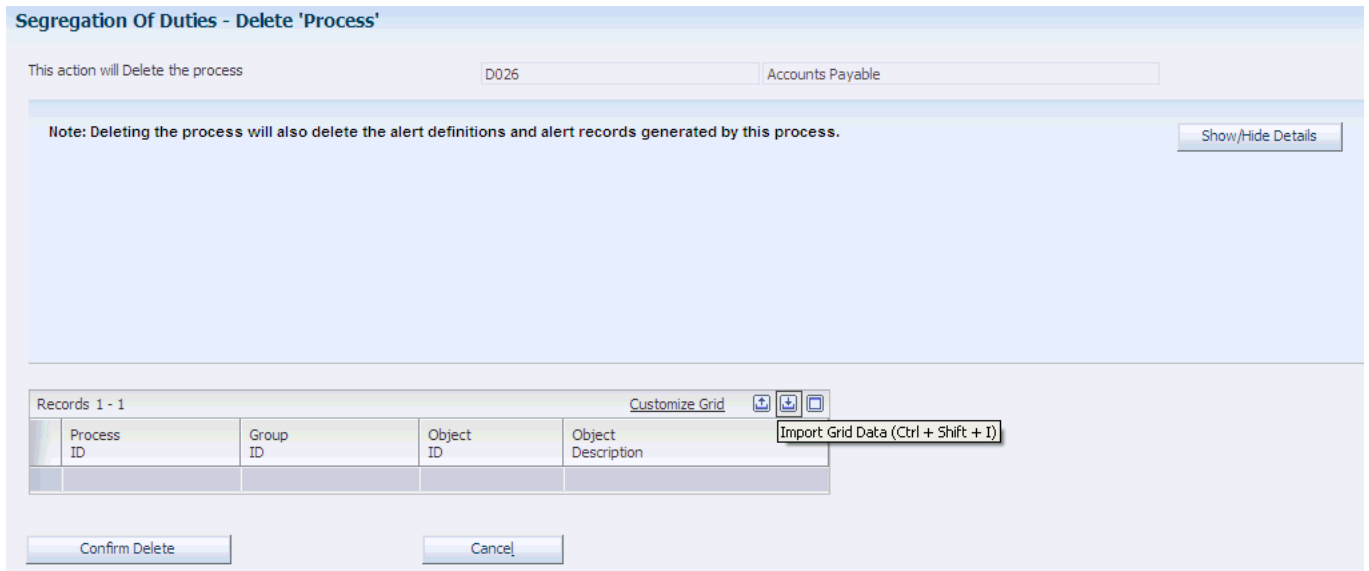 Segregation Of Duties - Delete 'Process'
This action will Delete the process D026 Accounts Payable
Note: Deleting the process will also delete the alert definitions and alert records generated by this process. Show/Hide Details
Records 1 - 1 Customize Grid
Import Grid Data (Ctrl + Shift + I)
Process Group Object Object
ID ID ID Description
Confirm Delete Cancel